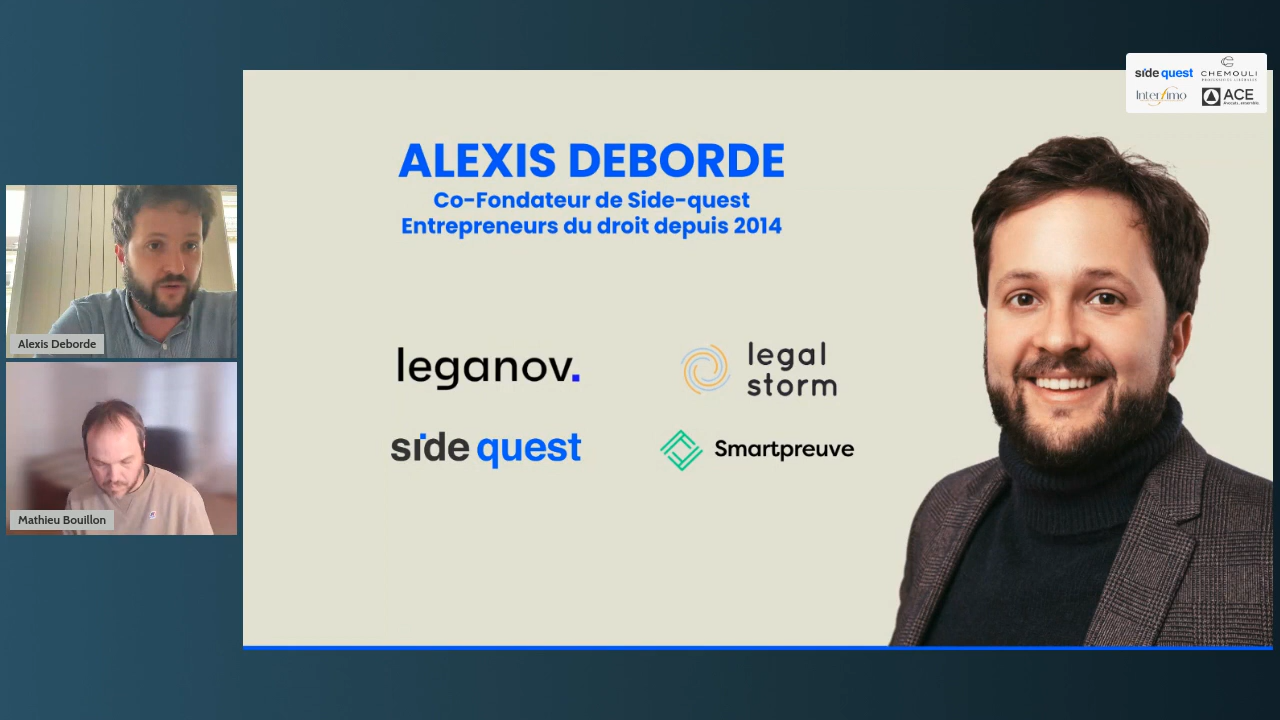 side quest
CHEMOULI
Interfimo
ACE
ALEXIS DEBORDE
Co-Fondateur de Side-quest
Entrepreneurs du droit depuis 2014
leganov.
legal
storm
side quest
Smartpreuve
Alexis Deborde
Mathieu Bouillon